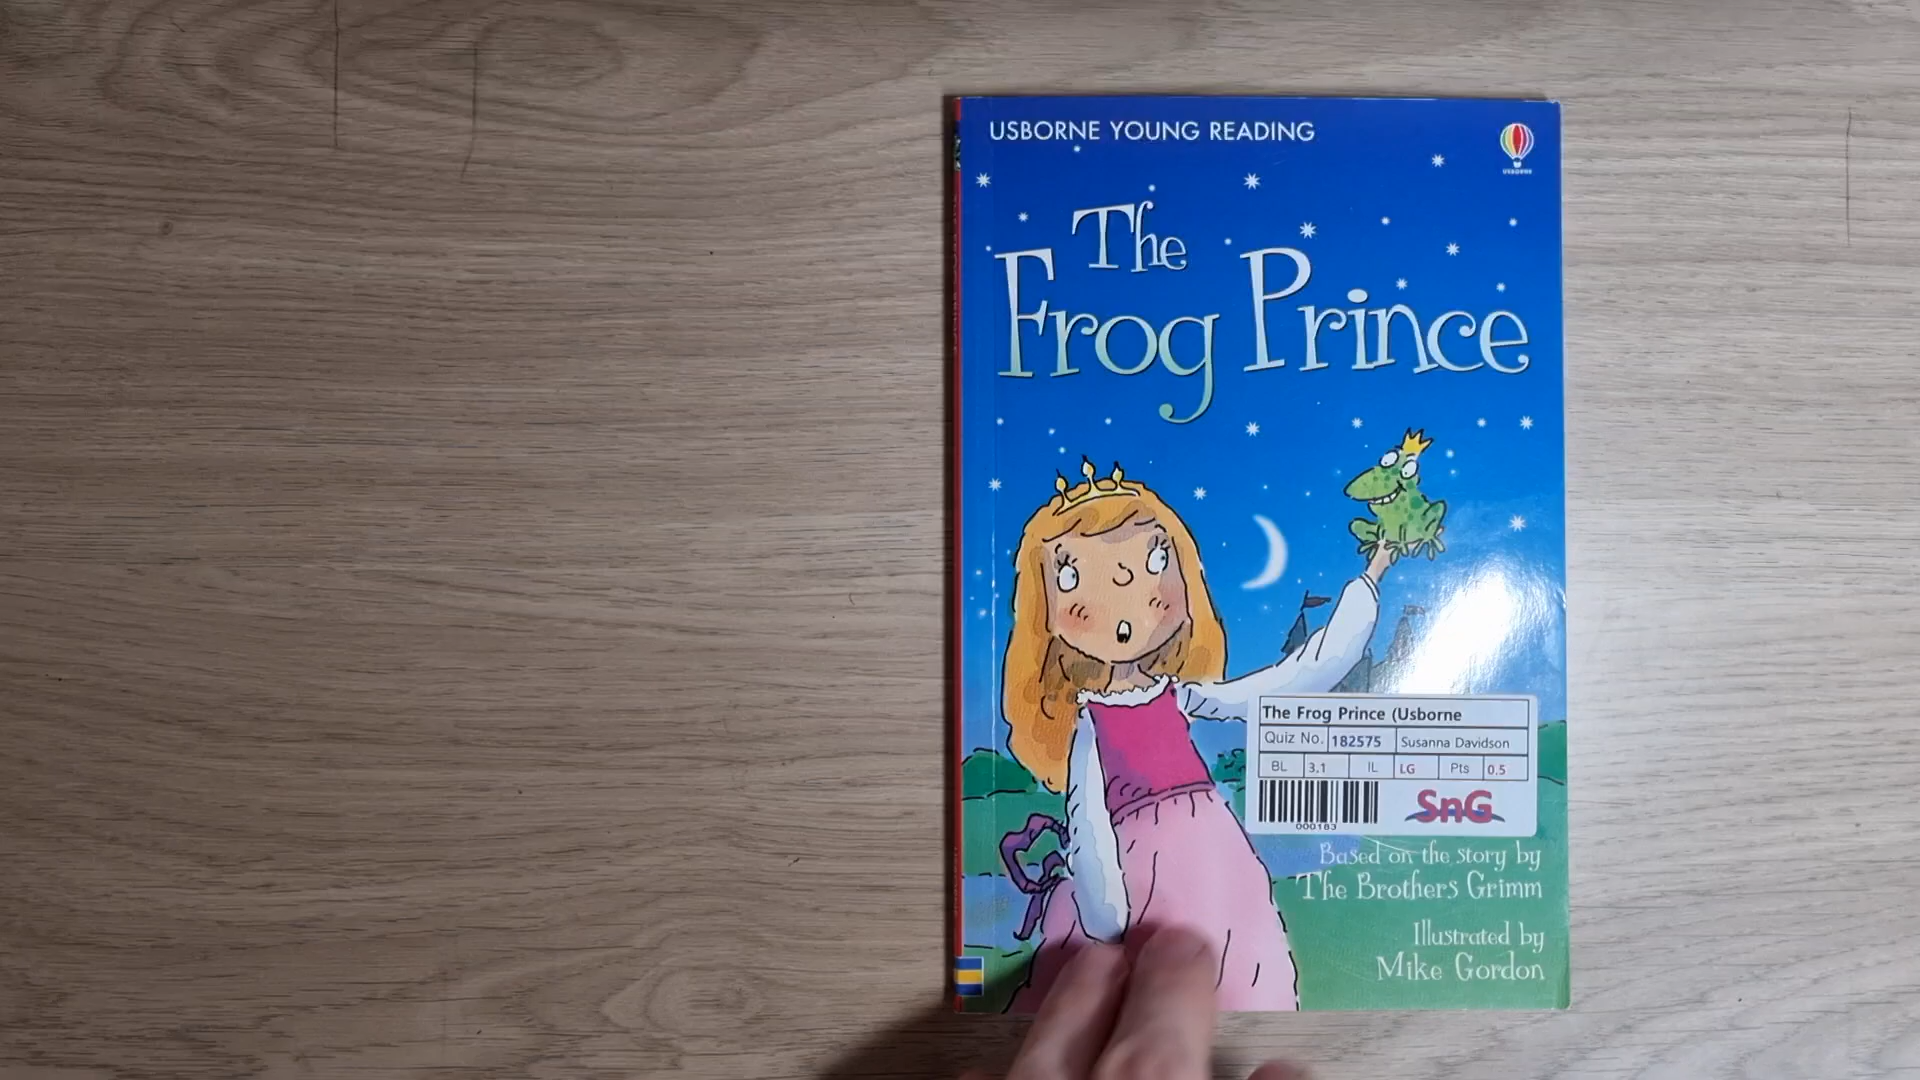 USBORNE YOUNG READING
USBORNE
The
Frog Prince
The Frog Prince (Usborne
Quiz No. 182575 Susanna Davidson
BL 3.1 IL LG Pts 0.5
000183
SnG
Based on the story by
The Brothers Grimm
Illustrated by
Mike Gordon